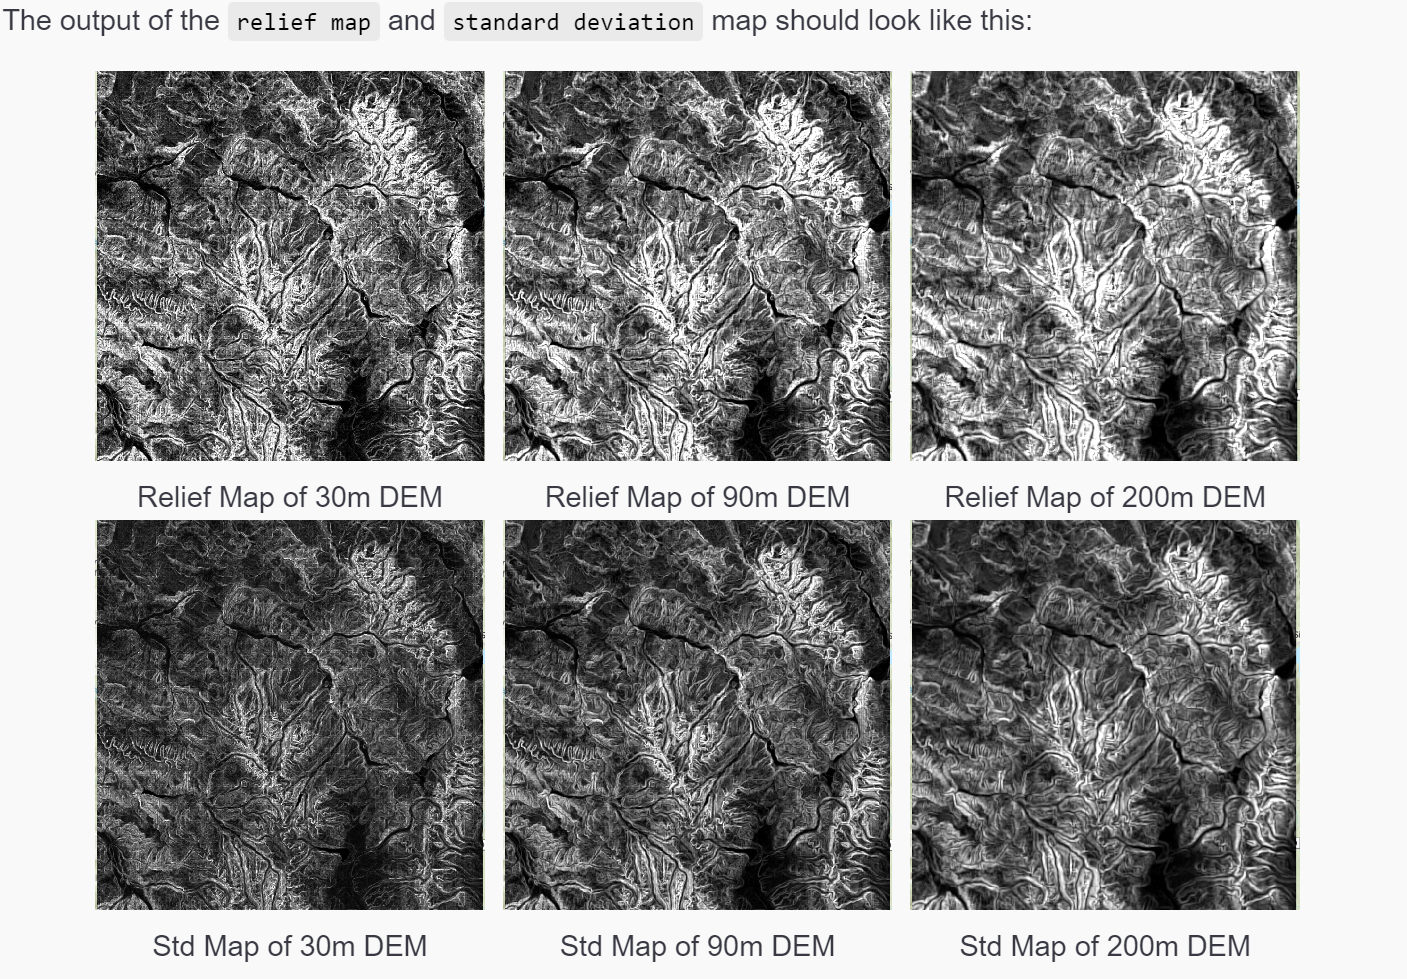 The output of the relief map and standard deviation map should look like this:
Relief Map of 30m DEM
Relief Map of 90m DEM
Relief Map of 200m DEM
Std Map of 30m DEM
Std Map of 90m DEM
Std Map of 200m DEM